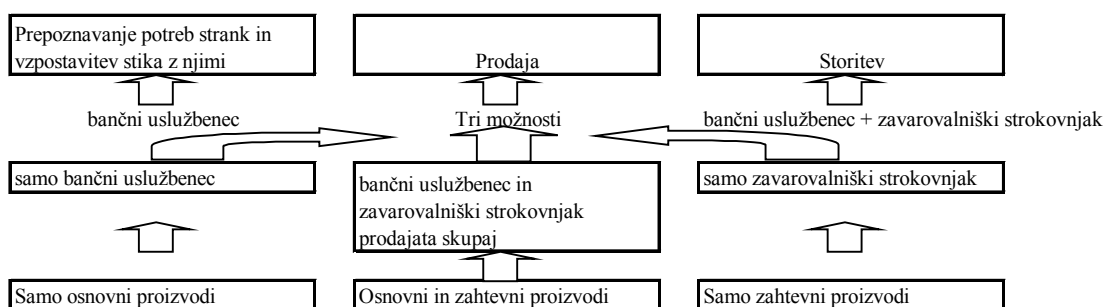 Prepoznavanje potreb strank in
vzpostavitev stika z njimi
Prodaja
Storitev
bančni uslužbenec
Tri možnosti
bančni uslužbenec + zavarovalniški strokovnjak
samo bančni uslužbenec
bančni uslužbenec in
zavarovalniški strokovnjak
prodajata skupaj
samo zavarovalniški strokovnjak
Samo osnovni proizvodi
Osnovni in zahtevni proizvodi
Samo zahtevni proizvodi